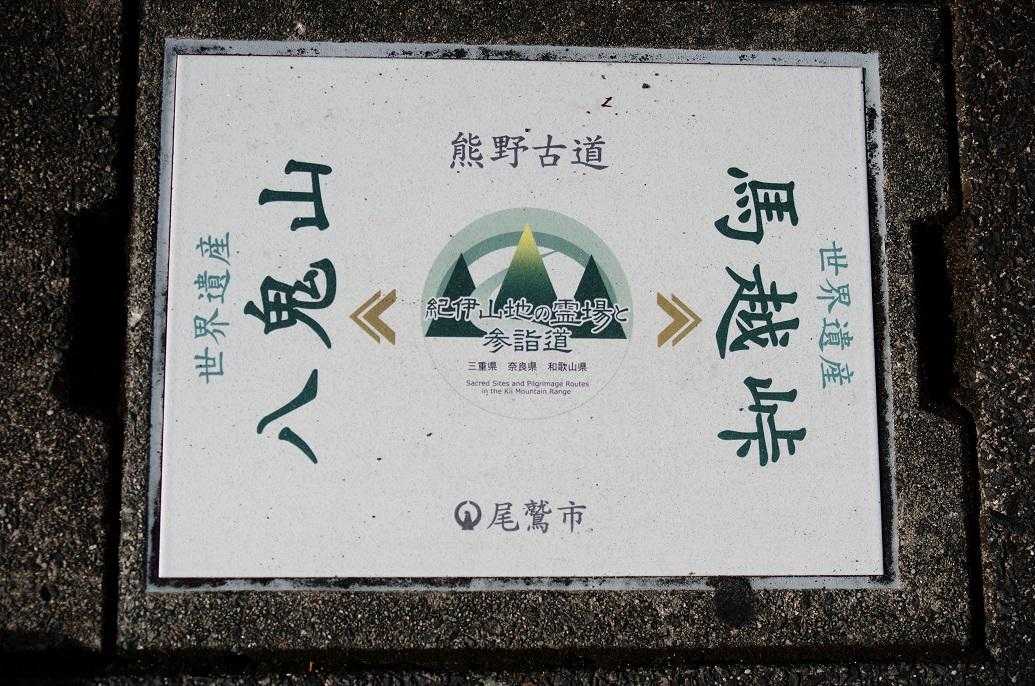 熊野古道
世界遺産
八鬼山
紀伊山地の霊場と
参詣道
三重県 奈良県 和歌山県
Sacred Sites and Pilgrimage Routes
in the Kii Mountain Range
馬越峠
世界遺産
尾鷲市